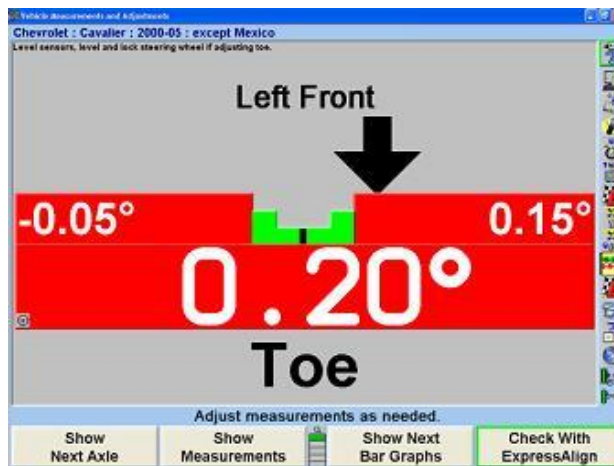 Vehicle Measurements and Adjustments
Chevrolet : Cavalier : 2000-05 : except Mexico
Level sensors, level and lock steering wheel if adjusting toe.
Left Front
-0.05° 0.15°
0.20°
Toe
Adjust measurements as needed.
Show Next Axle
Show Measurements
Show Next Bar Graphs
Check With ExpressAlign